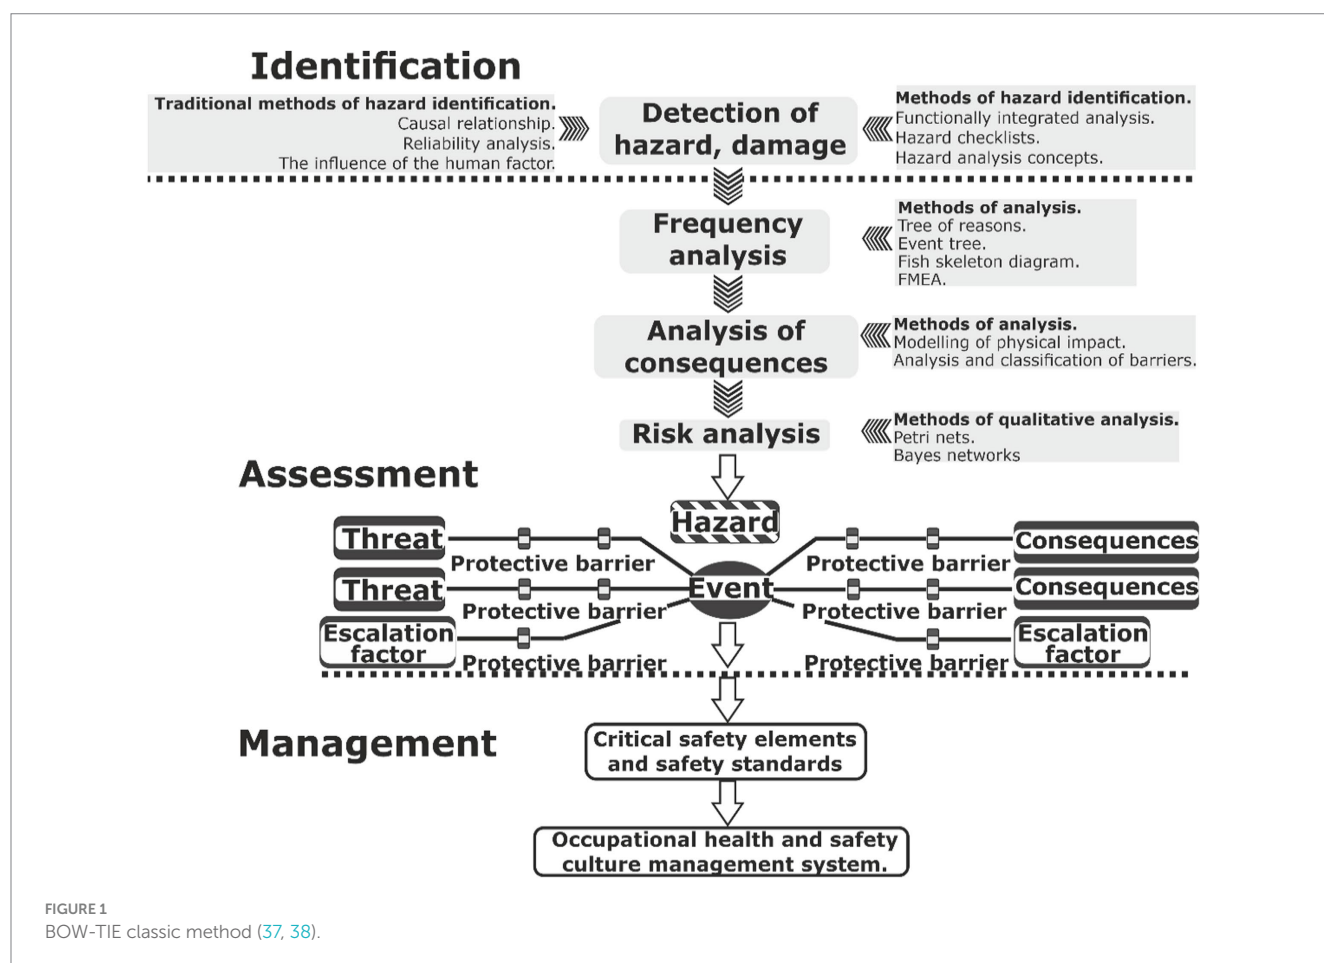 Identification
Traditional methods of hazard identification.
Causal relationship.
Reliability analysis.
The influence of the human factor.
Detection of
hazard, damage
Methods of hazard identification.
Functionally integrated analysis.
Hazard checklists.
Hazard analysis concepts.
Frequency
analysis
Methods of analysis.
Tree of reasons.
Event tree.
Fish skeleton diagram.
FMEA.
Analysis of
consequences
Methods of analysis.
Modelling of physical impact.
Analysis and classification of barriers.
Risk analysis
Methods of qualitative analysis.
Petri nets.
Bayes networks
Assessment
Hazard
Threat
Protective barrier
Protective barrier
Consequences
Threat
Protective barrier
Event
Protective barrier
Consequences
Escalation
factor
Protective barrier
Protective barrier
Escalation
factor
Management
Critical safety elements
and safety standards
Occupational health and safety
culture management system.
FIGURE 1
BOW-TIE classic method (37, 38).